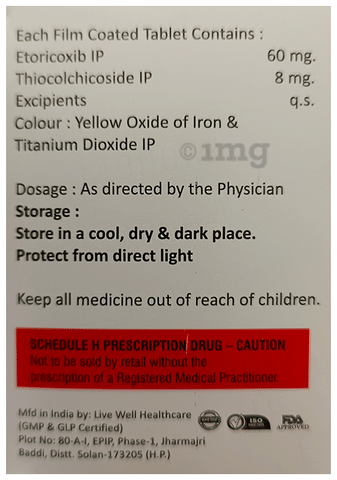 Each Film Coated Tablet Contains :
Etoricoxib IP 60 mg.
Thiocolchicoside IP 8 mg.
Excipients q.s.
Colour : Yellow Oxide of Iron &
Titanium Dioxide IP
©1mg
Dosage : As directed by the Physician
Storage :
Store in a cool, dry & dark place.
Protect from direct light
Keep all medicine out of reach of children.
SCHEDULE H PRESCRIPTION DRUG – CAUTION
Not to be sold by retail without the
prescription of a Registered Medical Practitioner.
Mfd in India by: Live Well Healthcare
(GMP & GLP Certified)
ISO
FDA
APPROVED
Plot No: 80-A-I, EPIP, Phase-1, Jharmajri
Baddi, Distt. Solan-173205 (H.P.)